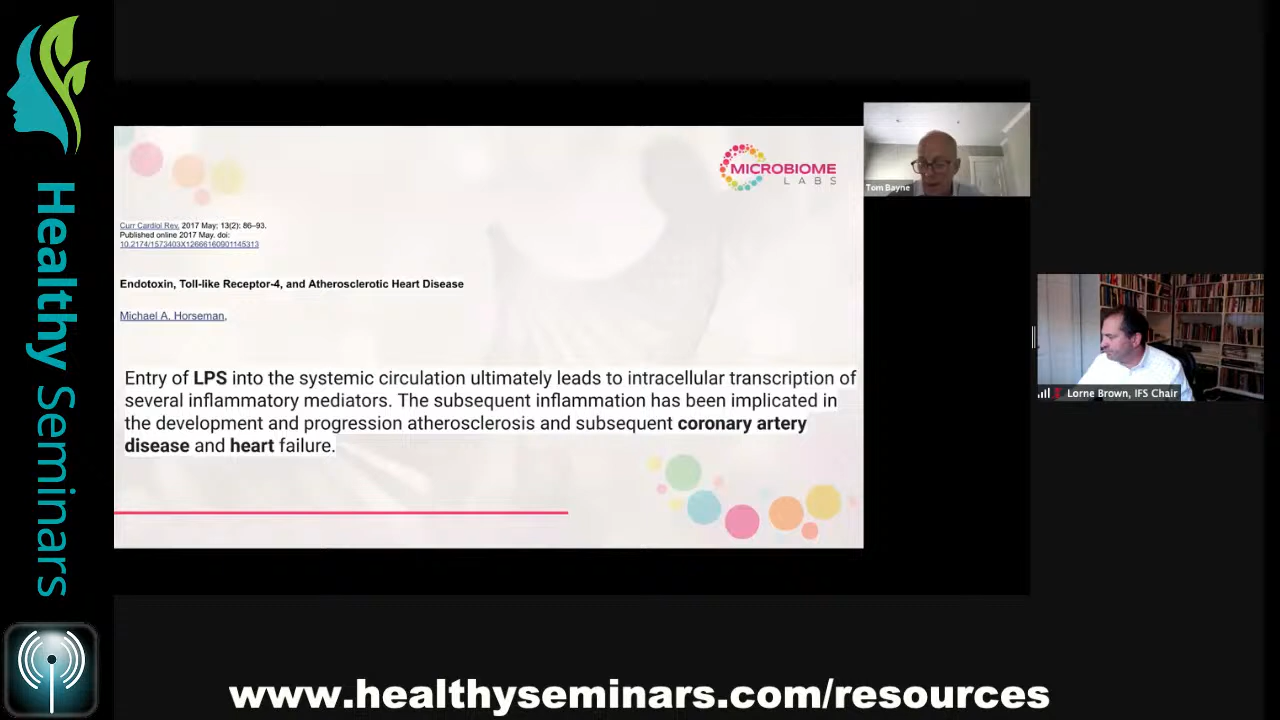 Healthy Seminars
MICROBIOME
LABS
Curr Cardiol Rev. 2017 May; 13(2): 86–93.
Published online 2017 May. doi:
10.2174/1573403X12666160901145313
Endotoxin, Toll-like Receptor-4, and Atherosclerotic Heart Disease
Michael A. Horseman,
Entry of LPS into the systemic circulation ultimately leads to intracellular transcription of
several inflammatory mediators. The subsequent inflammation has been implicated in
the development and progression atherosclerosis and subsequent coronary artery
disease and heart failure.
Tom Bayne
Lorne Brown, IFS Chair
www.healthyseminars.com/resources